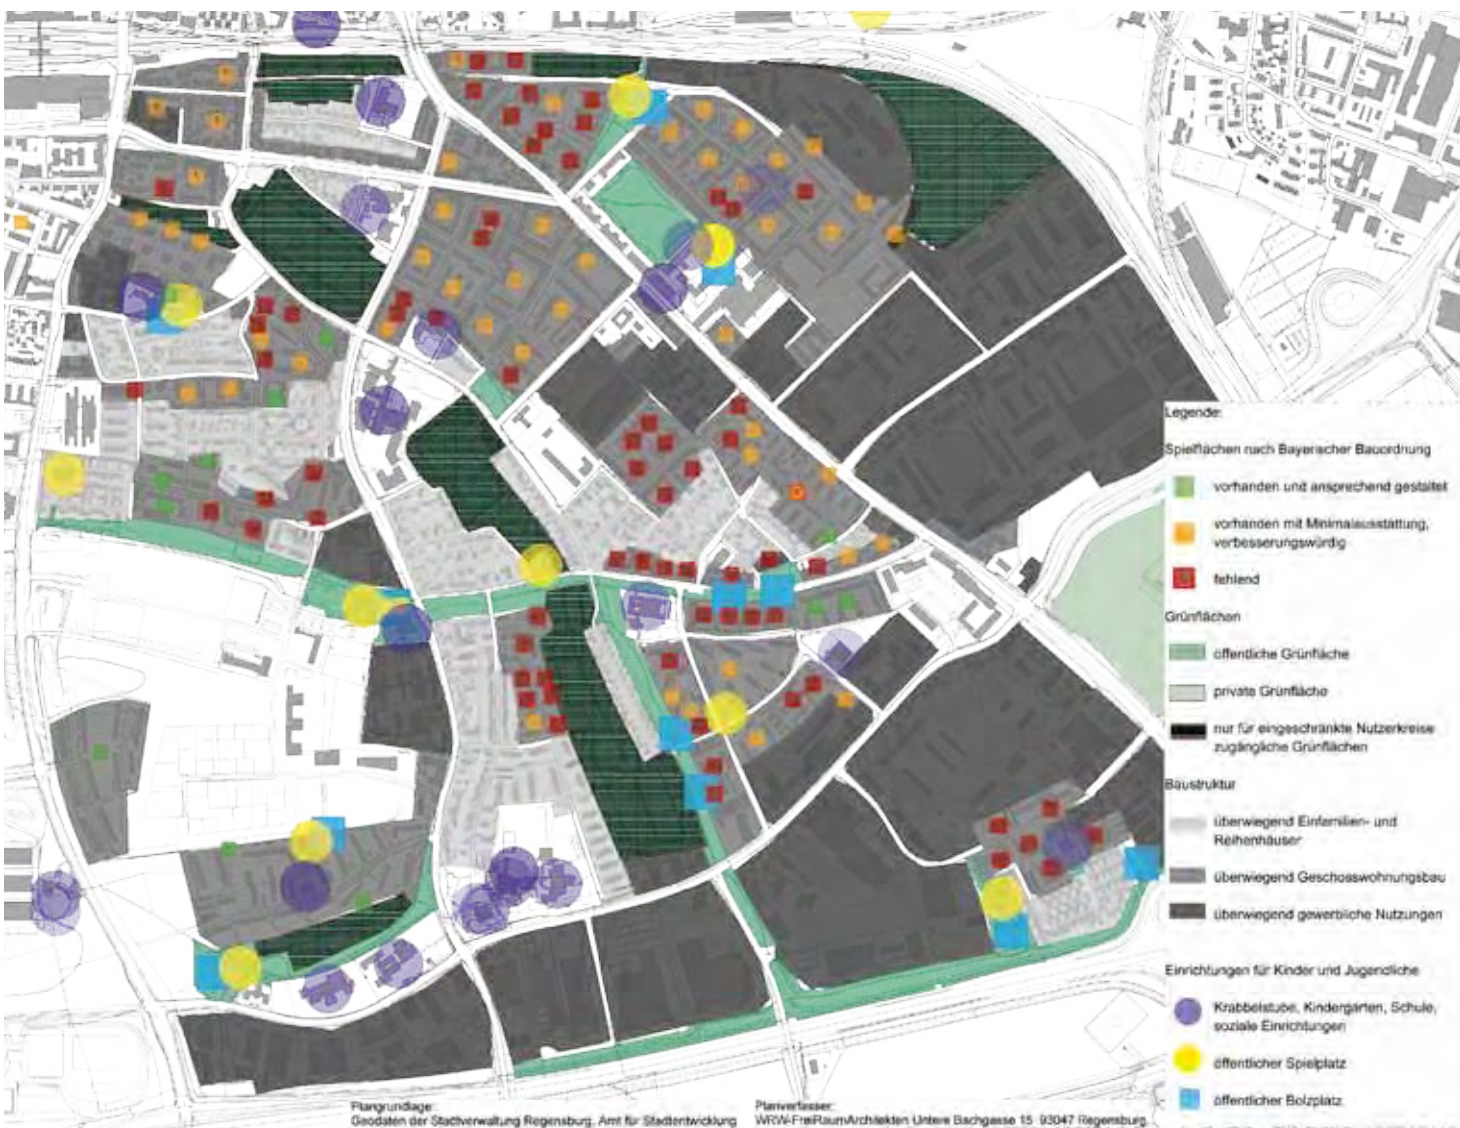 Legende:
Spielflächen nach Bayerischer Bauordnung
vorhanden und ansprechend gestaltet
vorhanden mit Minimalausstattung,
verbesserungswürdig
fehlend
Grünflächen
öffentliche Grünfläche
private Grünfläche
nur für eingeschränkte Nutzerkreise
zugängliche Grünflächen
Baustruktur
überwiegend Einfamilien- und
Reihenhäuser
überwiegend Geschosswohnungsbau
überwiegend gewerbliche Nutzungen
Einrichtungen für Kinder und Jugendliche
Krabbelstube, Kindergarten, Schule,
soziale Einrichtungen
öffentlicher Spielplatz
öffentlicher Bolzplatz
Plangrundlage:
Geodaten der Stadtverwaltung Regensburg, Amt für Stadtentwicklung
Planverfasser:
WRW-FreiRaumArchitekten Untere Bachgasse 15 93047 Regensburg